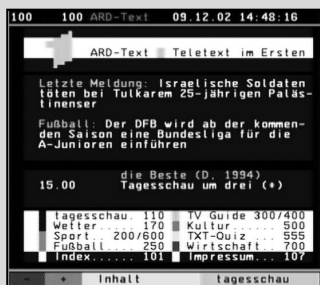 100 100 ARD-Text 09.12.02 14:48:16
ARD-Text Teletext im Ersten
Letzte Meldung: Israelische Soldaten
töten bei Tulkarem 25-jährigen Paläs-
tinenser
Fußball: Der DFB wird ab der kommen-
den Saison eine Bundesliga für die
A-Junioren einführen
die Beste (D, 1994)
15.00 Tagesschau um drei (*)
tagesschau. 110 TV Guide 300/400
Wetter..... 170 Kultur...... 500
Sport.. 200/600 TXT-Quiz ... 555
Fußball.... 250 Wirtschaft.. 700
Index...... 101 Impressum... 107
- + Inhalt tagesschau